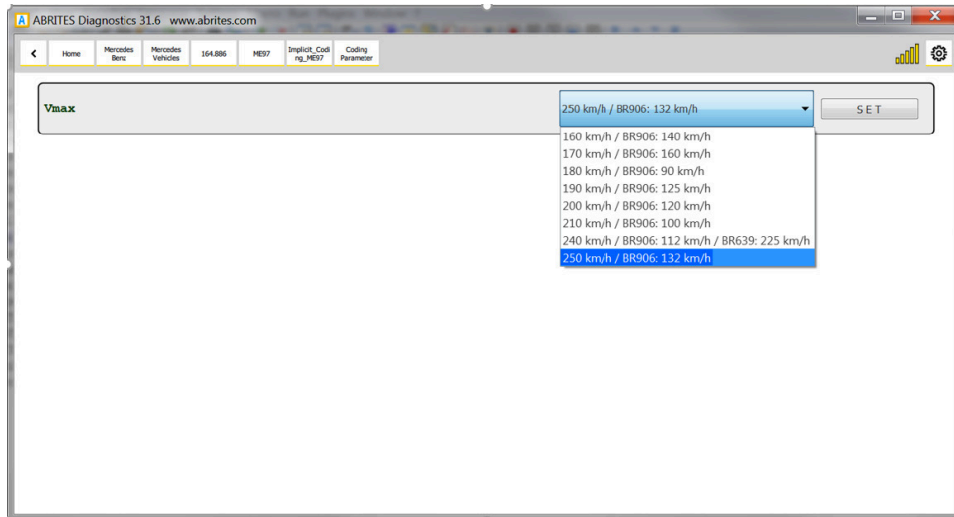 ABRITES Diagnostics 31.6 www.abrites.com
Home
Mercedes
Benz
Mercedes
Vehicles
164.886
ME97
Implicit_Codi
ng_ME97
Coding
Parameter
Vmax
250 km/h / BR906: 132 km/h
SET
160 km/h / BR906: 140 km/h
170 km/h / BR906: 160 km/h
180 km/h / BR906: 90 km/h
190 km/h / BR906: 125 km/h
200 km/h / BR906: 120 km/h
210 km/h / BR906: 100 km/h
240 km/h / BR906: 112 km/h / BR639: 225 km/h
250 km/h / BR906: 132 km/h